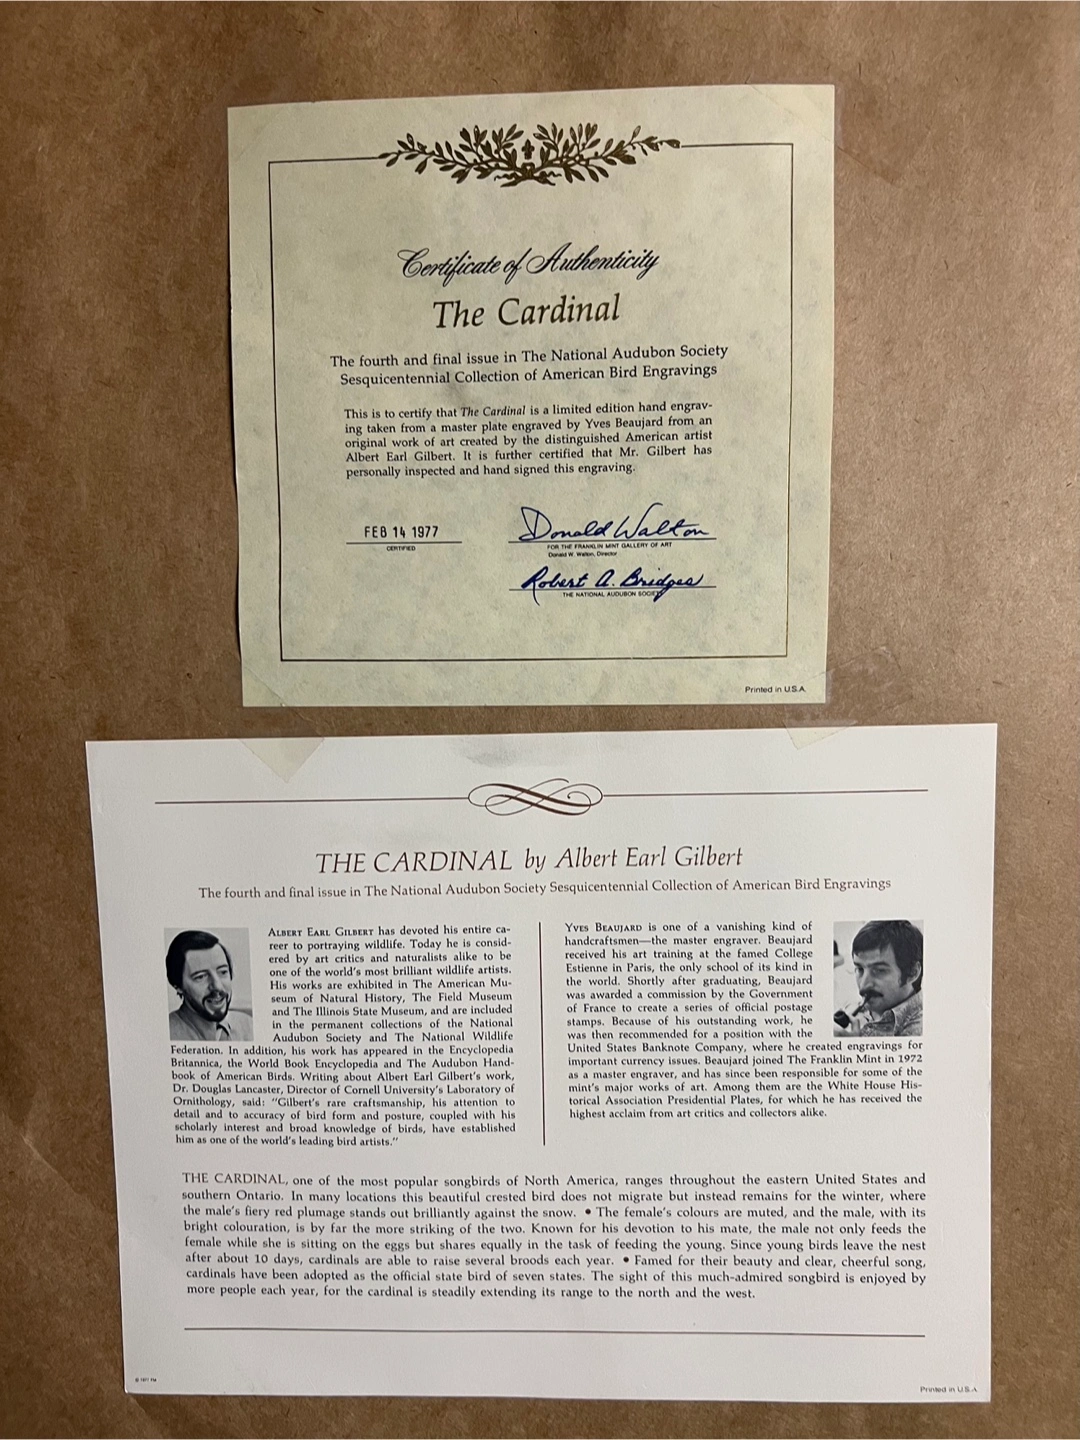 Certificate of Authenticity
The Cardinal
The fourth and final issue in The National Audubon Society
Sesquicentennial Collection of American Bird Engravings
This is to certify that The Cardinal is a limited edition hand engrav-
ing taken from a master plate engraved by Yves Beaujard from an
original work of art created by the distinguished American artist
Albert Earl Gilbert. It is further certified that Mr. Gilbert has
personally inspected and hand signed this engraving.
FEB 14 1977
CERTIFIED
Donald Walton
FOR THE FRANKLIN MINT GALLERY OF ART
Donald W. Walton, Director
Robert A. Bridges
THE NATIONAL AUDUBON SOCIETY
Printed in U.S.A.
THE CARDINAL by Albert Earl Gilbert
The fourth and final issue in The National Audubon Society Sesquicentennial Collection of American Bird Engravings
ALBERT EARL GILBERT has devoted his entire ca-
reer to portraying wildlife. Today he is consid-
ered by art critics and naturalists alike to be
one of the world's most brilliant wildlife artists.
His works are exhibited in The American Mu-
seum of Natural History, The Field Museum
and The Illinois State Museum, and are included
in the permanent collections of the National
Audubon Society and The National Wildlife
Federation. In addition, his work has appeared in the Encyclopedia
Britannica, the World Book Encyclopedia and The Audubon Hand-
book of American Birds. Writing about Albert Earl Gilbert's work,
Dr. Douglas Lancaster, Director of Cornell University's Laboratory of
Ornithology, said: "Gilbert's rare craftsmanship, his attention to
detail and to accuracy of bird form and posture, coupled with his
scholarly interest and broad knowledge of birds, have established
him as one of the world's leading bird artists."
YVES BEAUJARD is one of a vanishing kind of
handcraftsmen—the master engraver. Beaujard
received his art training at the famed College
Estienne in Paris, the only school of its kind in
the world. Shortly after graduating, Beaujard
was awarded a commission by the Government
of France to create a series of official postage
stamps. Because of his outstanding work, he
was then recommended for a position with the
United States Banknote Company, where he created engravings for
important currency issues. Beaujard joined The Franklin Mint in 1972
as a master engraver, and has since been responsible for some of the
mint's major works of art. Among them are the White House His-
torical Association Presidential Plates, for which he has received the
highest acclaim from art critics and collectors alike.
THE CARDINAL, one of the most popular songbirds of North America, ranges throughout the eastern United States and
southern Ontario. In many locations this beautiful crested bird does not migrate but instead remains for the winter, where
the male's fiery red plumage stands out brilliantly against the snow. • The female's colours are muted, and the male, with its
bright colouration, is by far the more striking of the two. Known for his devotion to his mate, the male not only feeds the
female while she is sitting on the eggs but shares equally in the task of feeding the young. Since young birds leave the nest
after about 10 days, cardinals are able to raise several broods each year. • Famed for their beauty and clear, cheerful song,
cardinals have been adopted as the official state bird of seven states. The sight of this much-admired songbird is enjoyed by
more people each year, for the cardinal is steadily extending its range to the north and the west.
© 1977 FM
Printed in U.S.A.